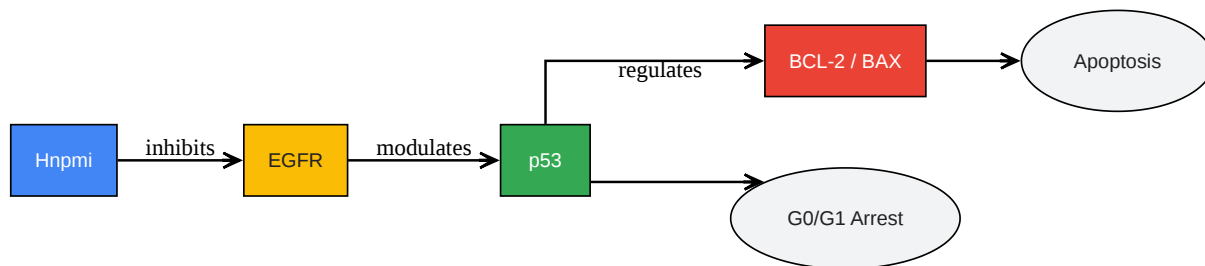 Hnpmi
inhibits
EGFR
modulates
p53
regulates
BCL-2 / BAX
Apoptosis
G0/G1 Arrest